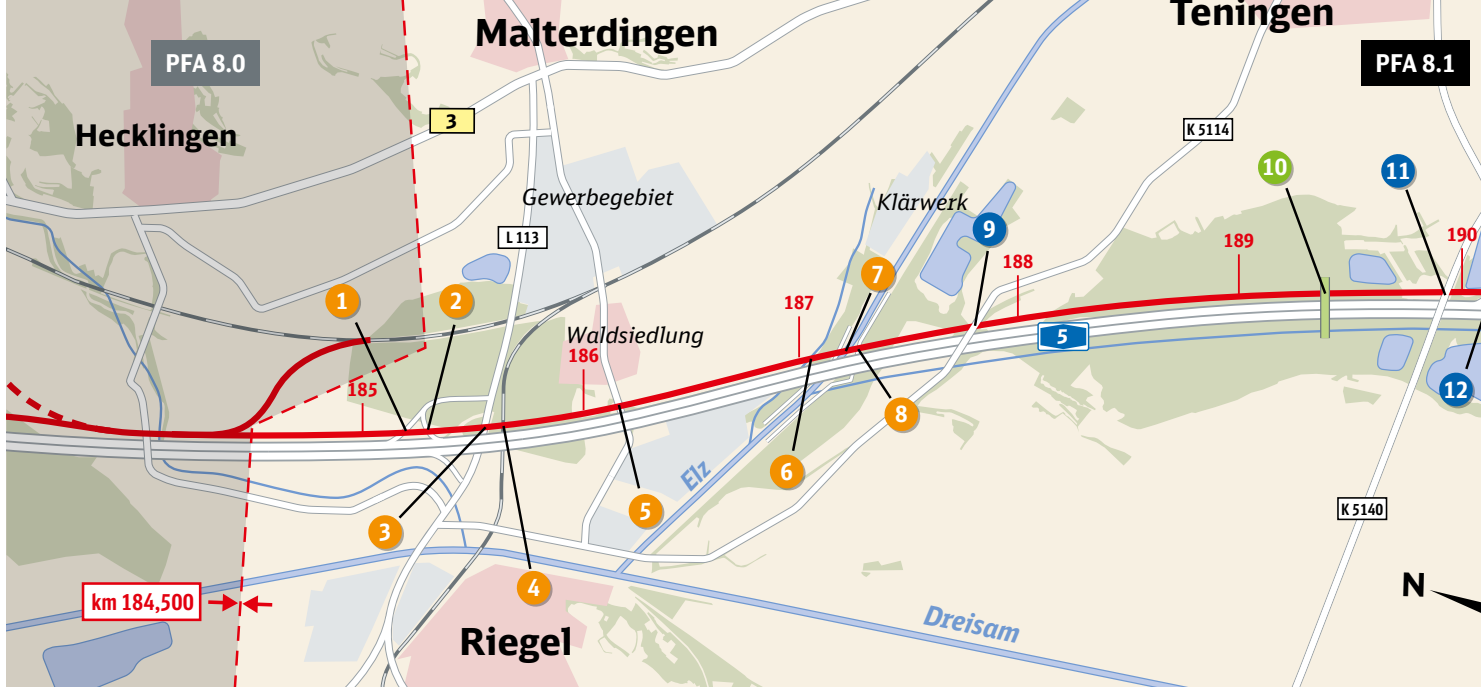 Malterdingen
Teningen
PFA 8.0
PFA 8.1
Hecklingen
3
K 5114
10
11
Gewerbegebiet
Klärwerk
L 113
9
190
189
188
7
1
2
187
Waldsiedlung
186
5
185
12
8
6
Elz
5
3
K 5140
4
km 184,500
N
Dreisam
Riegel